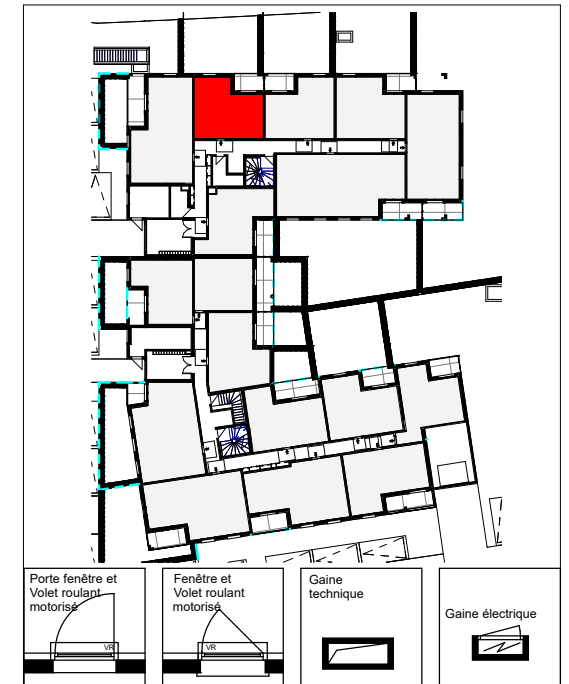 Porte fenêtre et
Volet roulant
motorisé
VR
Fenêtre et
Volet roulant
motorisé
VR
Gaine
technique
Gaine électrique